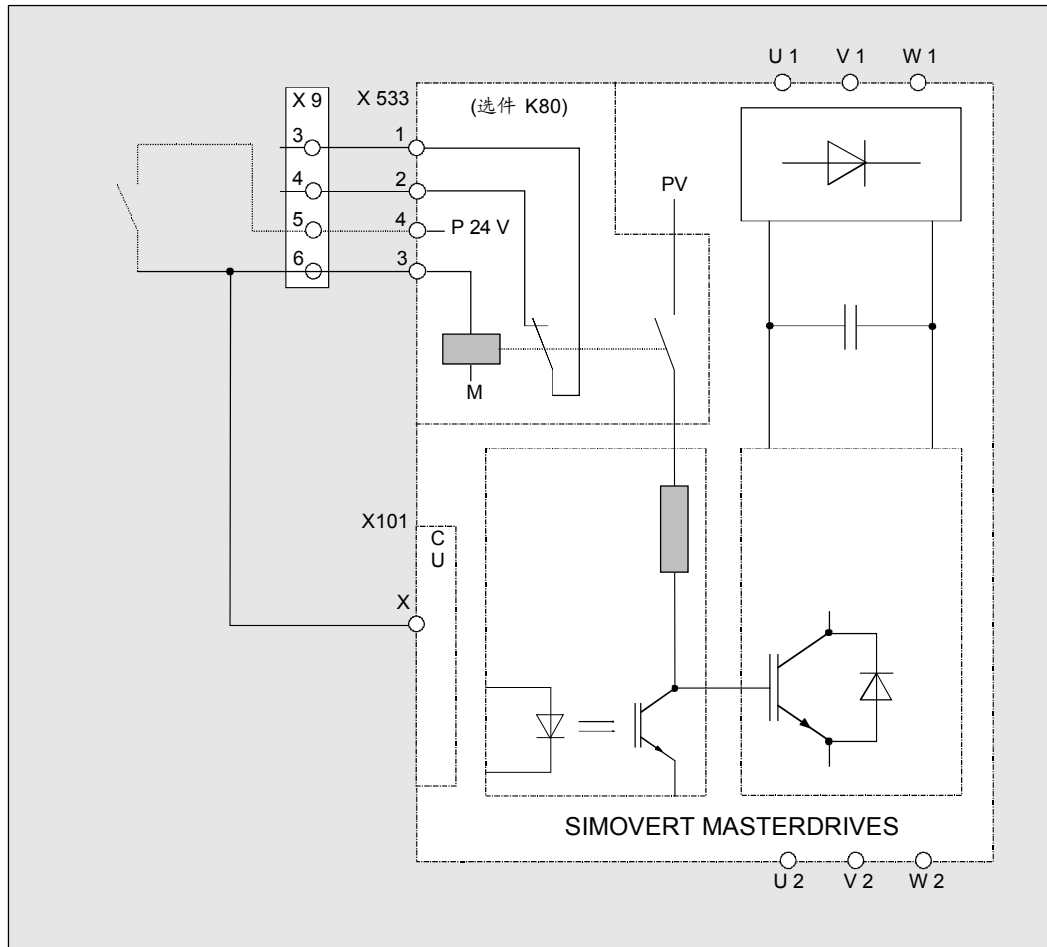 U 1 V 1 W 1
X 9 X 533 (选件 K80)
3 1
4 2 PV
5 4 P 24 V
6 3
M
X101 C
U
X
SIMOVERT MASTERDRIVES
U 2 V 2 W 2